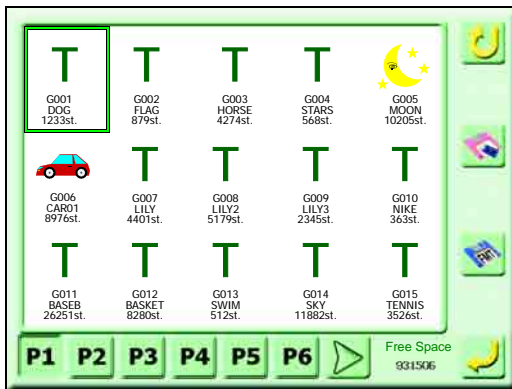 T T T T
G001 G002 G003 G004 G005
DOG FLAG HORSE STARS MOON
1233st. 879st. 4274st. 568st. 10205st.
T T T T
G006 G007 G008 G009 G010
CAR01 LILY LILY2 LILY3 NIKE
8976st. 4401st. 5179st. 2345st. 363st.
T T T T T
G011 G012 G013 G014 G015
BASEB BASKET SWIM SKY TENNIS
26251st. 8280st. 512st. 11882st. 3526st.
FMT
P1 P2 P3 P4 P5 P6 Free Space
931506